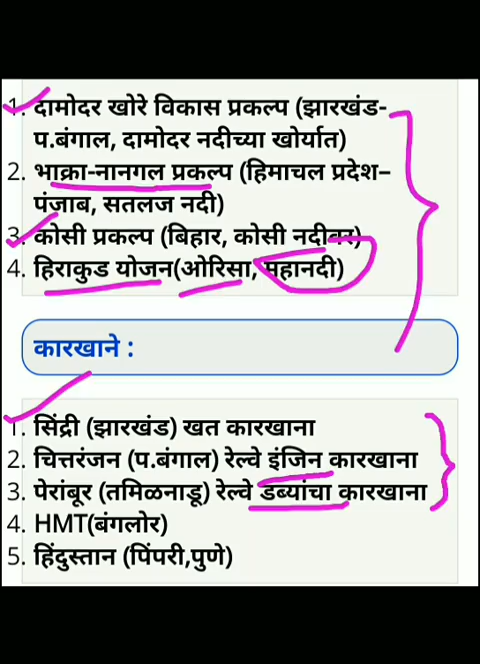 1. दामोदर खोरे विकास प्रकल्प (झारखंड-
प.बंगाल, दामोदर नदीच्या खोर्यात)
2. भाक्रा-नानगल प्रकल्प (हिमाचल प्रदेश–
पंजाब, सतलज नदी)
3. कोसी प्रकल्प (बिहार, कोसी नदीवर)
4. हिराकुड योजन(ओरिसा, महानदी)
कारखाने :
1. सिंद्री (झारखंड) खत कारखाना
2. चित्तरंजन (प.बंगाल) रेल्वे इंजिन कारखाना
3. पेरांबूर (तमिळनाडू) रेल्वे डब्यांचा कारखाना
4. HMT(बंगलोर)
5. हिंदुस्तान (पिंपरी,पुणे)